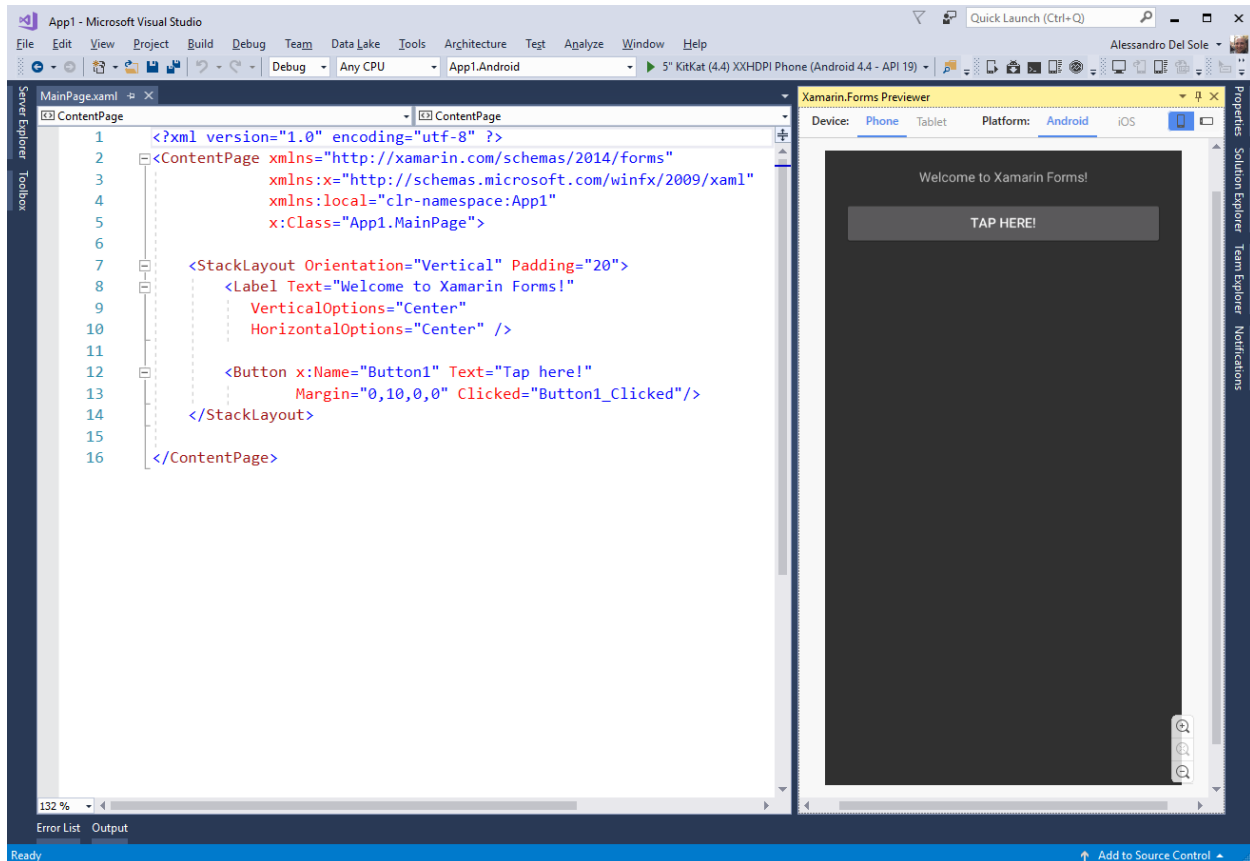 App1 - Microsoft Visual Studio
Quick Launch (Ctrl+Q)
File Edit View Project Build Debug Team Data Lake Tools Architecture Test Analyze Window Help
Alessandro Del Sole
Debug Any CPU App1.Android 5" KitKat (4.4) XXHDPI Phone (Android 4.4 - API 19)
Server Explorer
Toolbox
MainPage.xaml
ContentPage ContentPage
1 <?xml version="1.0" encoding="utf-8" ?>
2 <ContentPage xmlns="http://xamarin.com/schemas/2014/forms"
3 xmlns:x="http://schemas.microsoft.com/winfx/2009/xaml"
4 xmlns:local="clr-namespace:App1"
5 x:Class="App1.MainPage">
6
7 <StackLayout Orientation="Vertical" Padding="20">
8 <Label Text="Welcome to Xamarin Forms!"
9 VerticalOptions="Center"
10 HorizontalOptions="Center" />
11
12 <Button x:Name="Button1" Text="Tap here!"
13 Margin="0,10,0,0" Clicked="Button1_Clicked"/>
14 </StackLayout>
15
16 </ContentPage>
132 %
Xamarin.Forms Previewer
Device: Phone Tablet Platform: Android iOS
Welcome to Xamarin Forms!
TAP HERE!
Properties
Solution Explorer
Team Explorer
Notifications
Error List Output
Ready
Add to Source Control